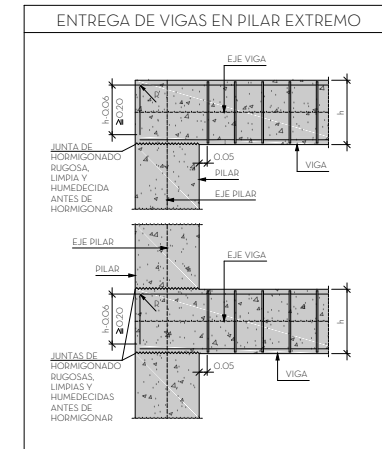 ENTREGA DE VIGAS EN PILAR EXTREMO
EJE VIGA
R
h-0.06
≥0.20
h
JUNTA DE
HORMIGONADO
RUGOSA,
LIMPIA Y
HUMEDECIDA
ANTES DE
HORMIGONAR
0.05
PILAR
EJE PILAR
VIGA
EJE PILAR
PILAR
EJE VIGA
R
h-0.06
≥0.20
h
JUNTAS DE
HORMIGONADO
RUGOSAS,
LIMPIAS Y
HUMEDECIDAS
ANTES DE
HORMIGONAR
0.05
VIGA